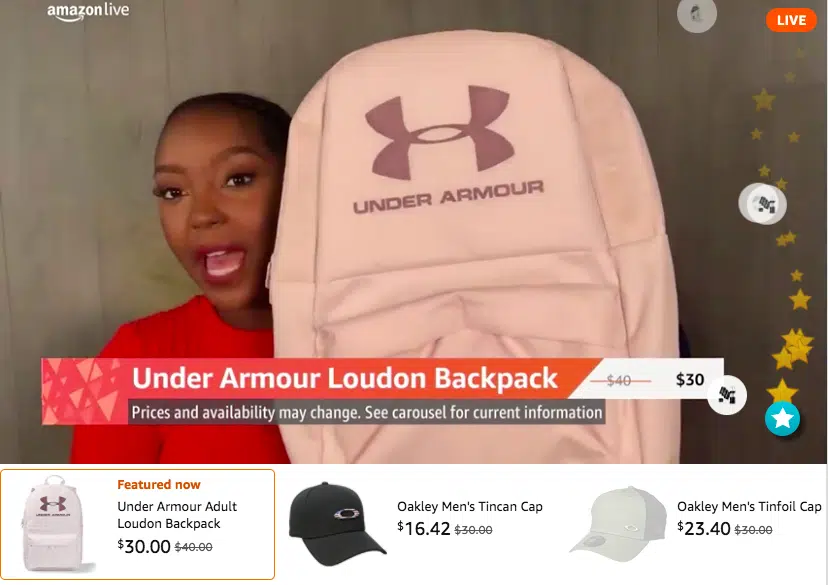 amazon live
LIVE
UNDER ARMOUR
Under Armour Loudon Backpack
$40
$30
Prices and availability may change. See carousel for current information
Featured now
Under Armour Adult
Loudon Backpack
$30.00 $40.00
Oakley Men's Tincan Cap
$16.42 $30.00
Oakley Men's Tinfoil Cap
$23.40 $30.00
UNDER ARMOUR